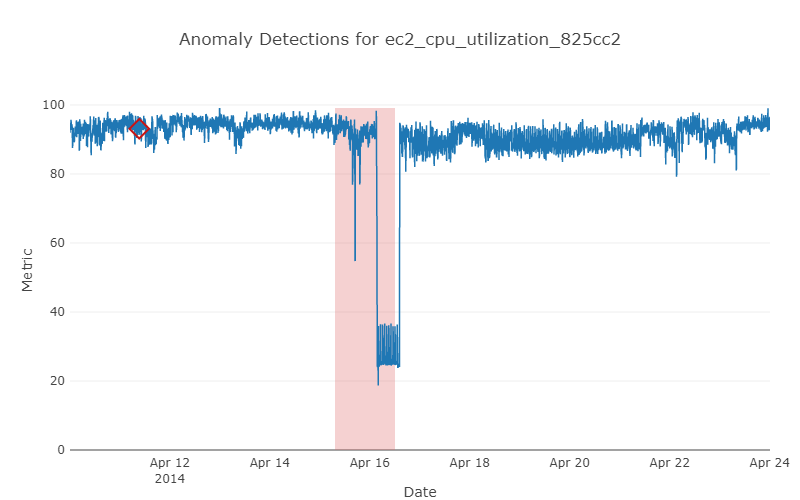 Anomaly Detections for ec2_cpu_utilization_825cc2
100
80
60
40
20
0
Metric
Apr 12
2014
Apr 14
Apr 16
Apr 18
Apr 20
Apr 22
Apr 24
Date